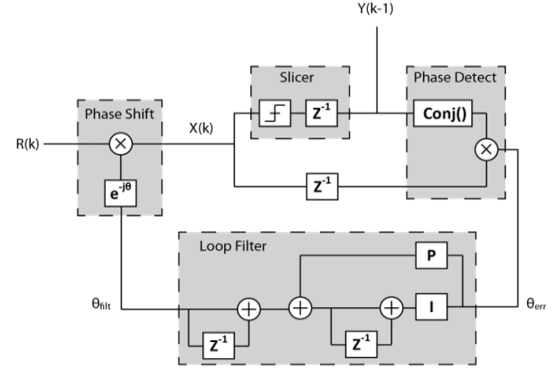 Y(k-1)
Slicer
Phase Detect
Phase Shift
Z⁻¹
Conj()
X(k)
R(k)
e⁻ʲᶿ
Z⁻¹
Loop Filter
P
θfilt
I
θerr
Z⁻¹
Z⁻¹